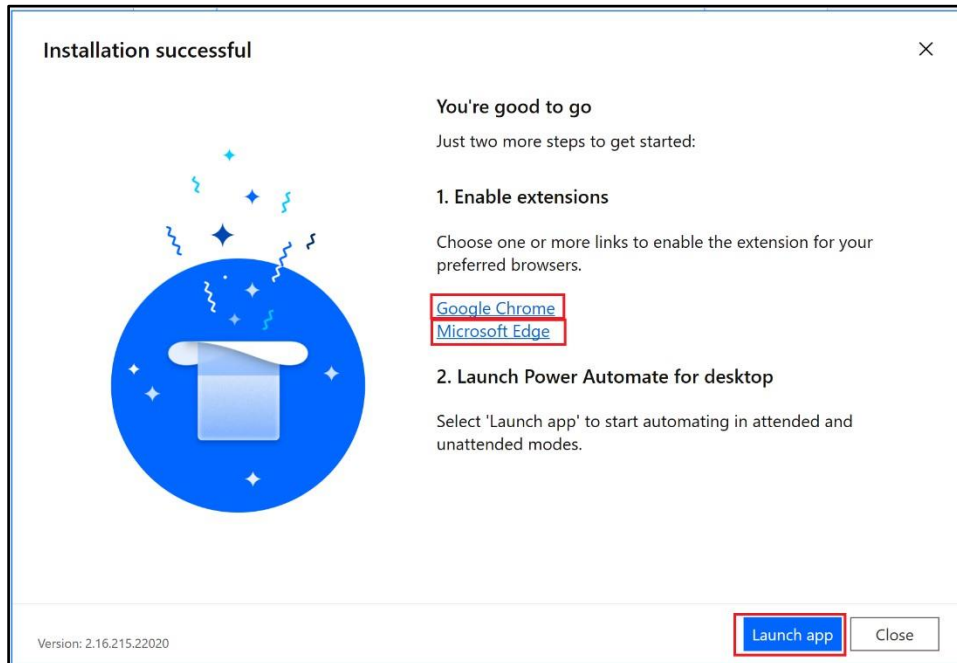 Installation successful
You're good to go
Just two more steps to get started:
1. Enable extensions
Choose one or more links to enable the extension for your
preferred browsers.
Google Chrome
Microsoft Edge
2. Launch Power Automate for desktop
Select 'Launch app' to start automating in attended and
unattended modes.
Version: 2.16.215.22020
Launch app
Close